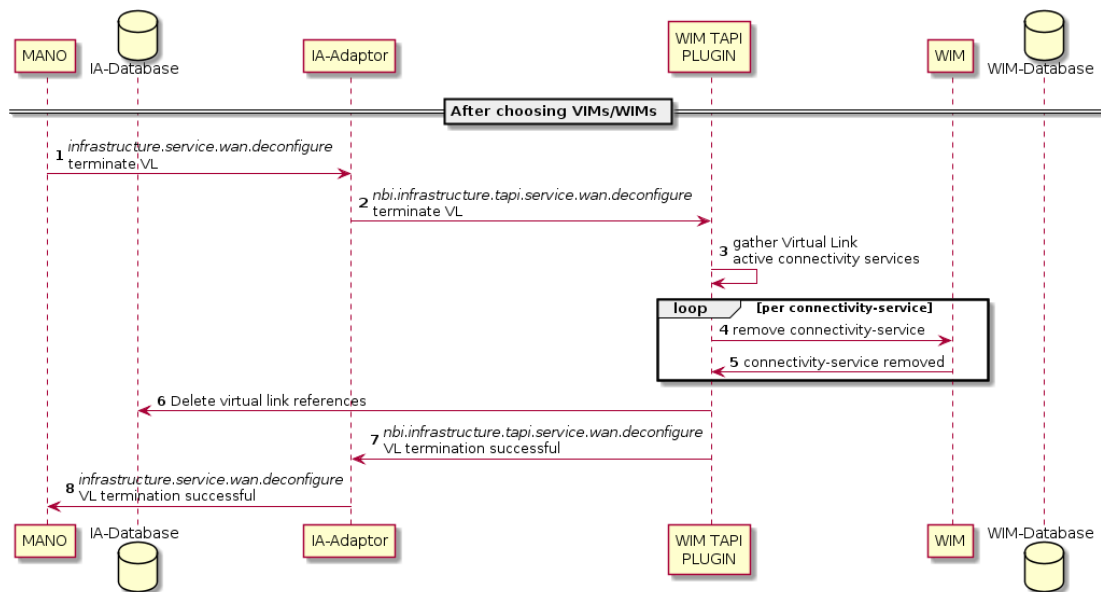 MANO
IA-Database
IA-Adaptor
WIM TAPI
PLUGIN
WIM
WIM-Database
After choosing VIMs/WIMs
1 infrastructure.service.wan.deconfigure
terminate VL
2 nbi.infrastructure.tapi.service.wan.deconfigure
terminate VL
3 gather Virtual Link
active connectivity services
loop [per connectivity-service]
4 remove connectivity-service
5 connectivity-service removed
6 Delete virtual link references
7 nbi.infrastructure.tapi.service.wan.deconfigure
VL termination successful
8 infrastructure.service.wan.deconfigure
VL termination successful
MANO
IA-Database
IA-Adaptor
WIM TAPI
PLUGIN
WIM
WIM-Database